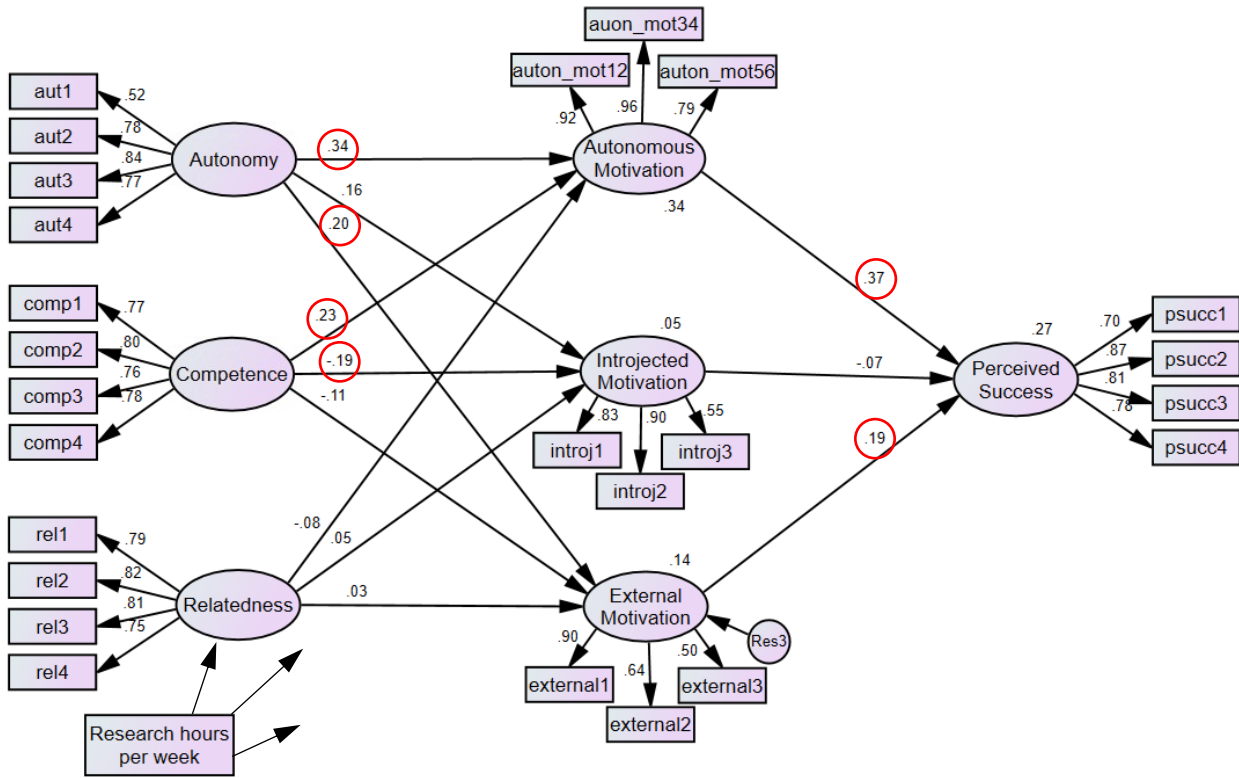 auon_mot34
auton_mot12
auton_mot56
.92
.96
.79
Autonomous
Motivation
.34
aut1
aut2
aut3
aut4
.52
.78
.84
.77
Autonomy
.34
.16
.20
comp1
comp2
comp3
comp4
.77
.80
.76
.78
Competence
.23
-.19
-.11
.05
Introjected
Motivation
.83
.90
.55
introj1
introj2
introj3
.37
-.07
.19
.27
Perceived
Success
.70
.87
.81
.78
psucc1
psucc2
psucc3
psucc4
rel1
rel2
rel3
rel4
.79
.82
.81
.75
Relatedness
-.08
.05
.03
.14
External
Motivation
Res3
.90
.64
.50
external1
external2
external3
Research hours
per week